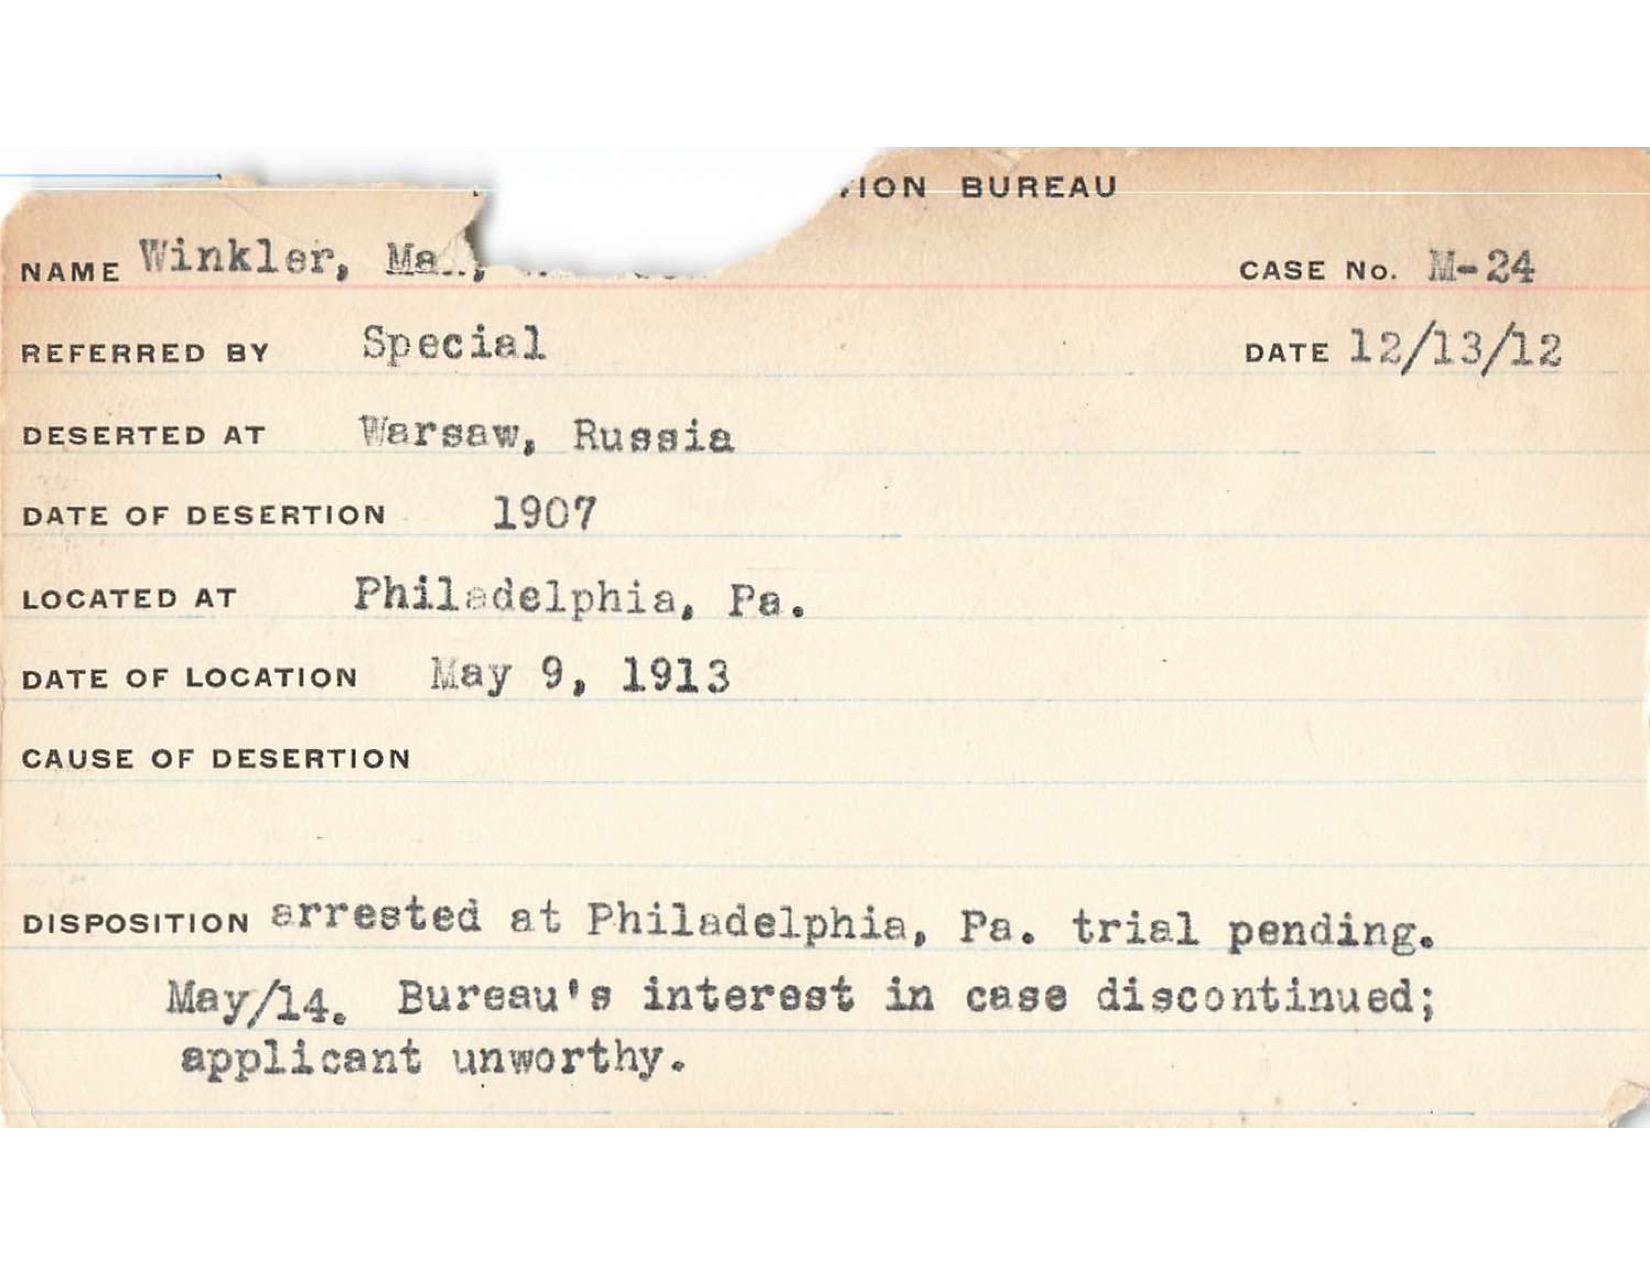 BUREAU
NAME Winkler,
CASE No. M-24
REFERRED BY Special
DATE 12/13/12
DESERTED AT Warsaw, Russia
DATE OF DESERTION 1907
LOCATED AT Philadelphia, Pa.
DATE OF LOCATION May 9, 1913
CAUSE OF DESERTION
DISPOSITION arrested at Philadelphia, Pa. trial pending.
May/14. Bureau's interest in case discontinued;
applicant unworthy.